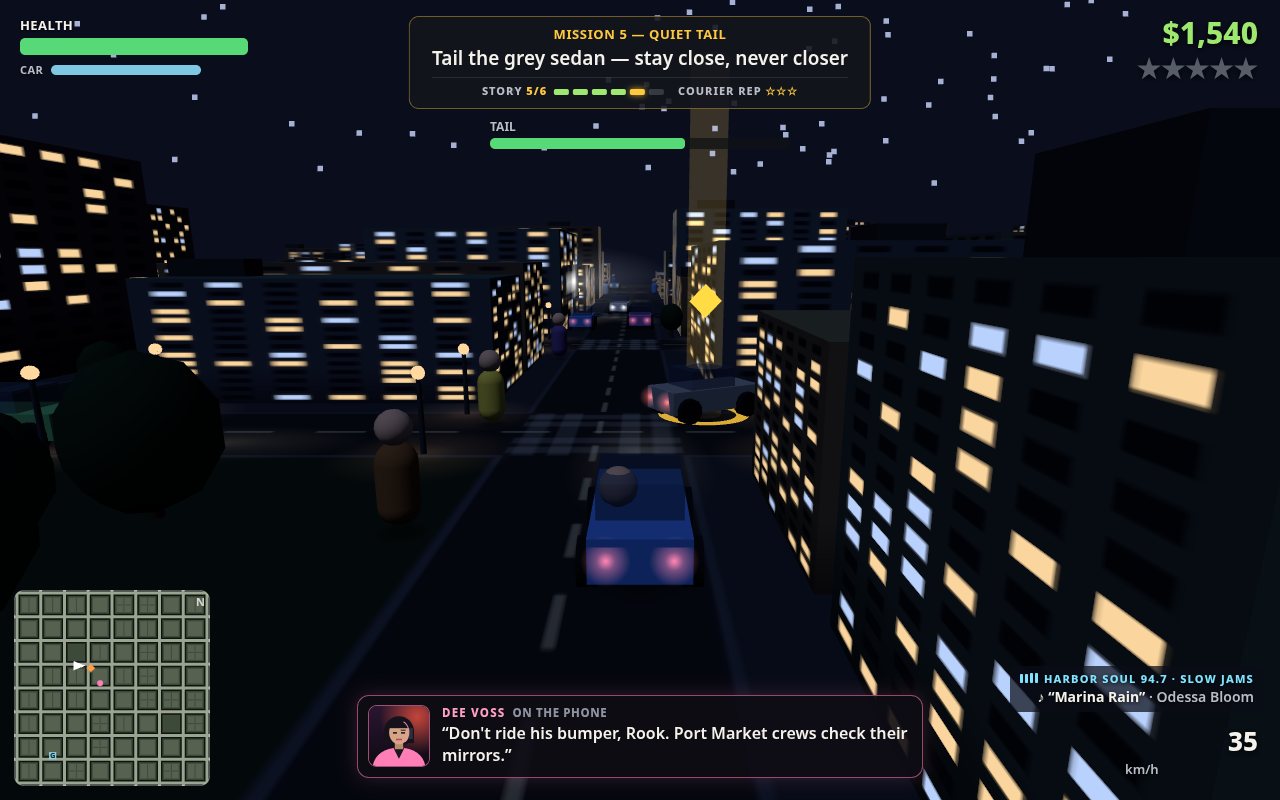 HEALTH
CAR
MISSION 5 — QUIET TAIL
Tail the grey sedan — stay close, never closer
STORY 5/6 COURIER REP ☆☆☆
TAIL
$1,540
★★★★★
N
G
DEE VOSS ON THE PHONE
“Don't ride his bumper, Rook. Port Market crews check their
mirrors.”
HARBOR SOUL 94.7 · SLOW JAMS
♪ “Marina Rain” · Odessa Bloom
35
km/h